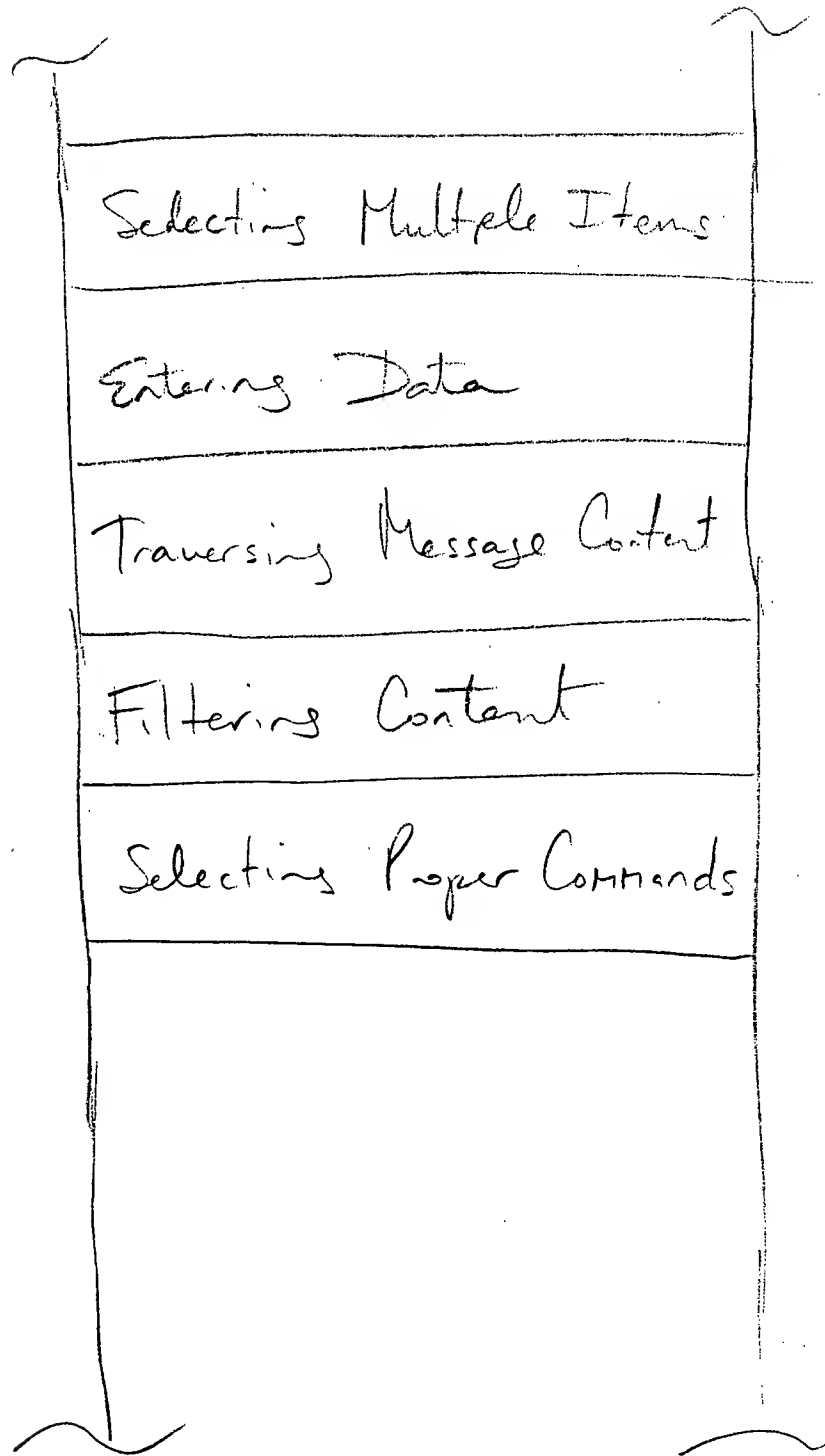 Selecting Multiple Items
Entering Data
Traversing Message Content
Filtering Content
Selecting Proper Commands